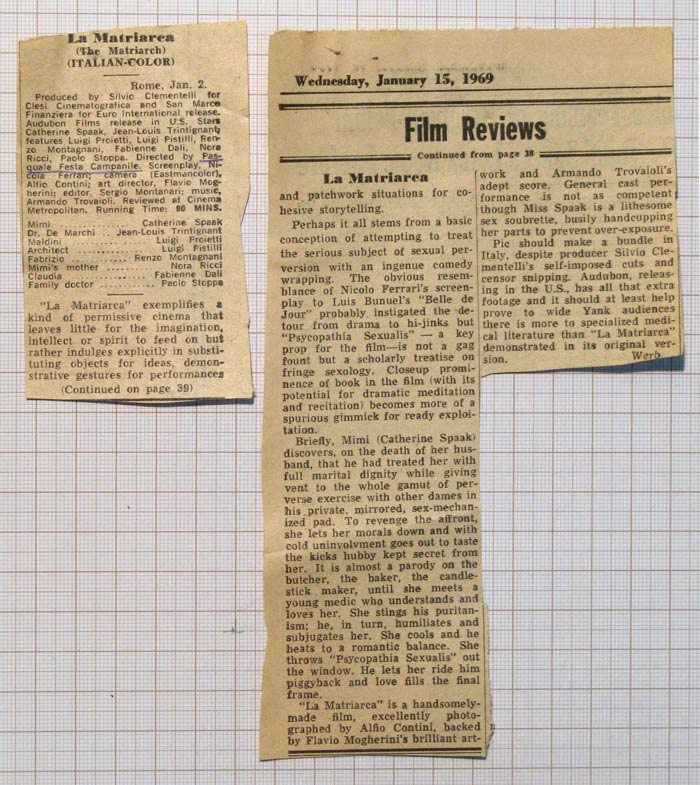 La Matriarca
(The Matriarch)
(ITALIAN-COLOR)
Rome, Jan. 2.
Produced by Silvio Clementelli for
Clesi Cinematografica and San Marco
Finanziera for Euro International release.
Audubon Films release in U.S. Stars
Catherine Spaak, Jean-Louis Trintignant;
features Luigi Proietti, Luigi Pistilli, Ren-
zo Montagnani, Fabienne Dali, Nora
Ricci, Paolo Stoppa. Directed by Pas-
quale Festa Campanile. Screenplay, Ni-
cola Ferrari; camera (Eastmancolor),
Alfio Contini; art director, Flavio Mog-
herini; editor, Sergio Montanari; music,
Armando Trovaioli. Reviewed at Cinema
Metropolitan. Running Time: 90 MINS.
Mimi .............. Catherine Spaak
Dr. De Marchi .. Jean-Louis Trintignant
Maldini ............ Luigi Proietti
Architect ........... Luigi Pistilli
Fabrizio ......... Renzo Montagnani
Mimi's mother .......... Nora Ricci
Claudia ............. Fabienne Dali
Family doctor ........ Paolo Stoppa
"La Matriarca" exemplifies a
kind of permissive cinema that
leaves little for the imagination,
intellect or spirit to feed on but
rather indulges explicitly in substi-
tuting objects for ideas, demon-
strative gestures for performances
(Continued on page 39)
Wednesday, January 15, 1969
Film Reviews
Continued from page 38
La Matriarca
and patchwork situations for co-
hesive storytelling.
Perhaps it all stems from a basic
conception of attempting to treat
the serious subject of sexual per-
version with an ingenue comedy
wrapping. The obvious resem-
blance of Nicolo Ferrari's screen-
play to Luis Bunuel's "Belle de
Jour" probably instigated the de-
tour from drama to hi-jinks but
"Psycopathia Sexualis" — a key
prop for the film—is not a gag
fount but a scholarly treatise on
fringe sexology. Closeup promi-
nence of book in the film (with its
potential for dramatic meditation
and recitation) becomes more of a
spurious gimmick for ready exploi-
tation.
Briefly, Mimi (Catherine Spaak)
discovers, on the death of her hus-
band, that he had treated her with
full marital dignity while giving
vent to the whole gamut of per-
verse exercise with other dames in
his private, mirrored, sex-mechan-
ized pad. To revenge the affront,
she lets her morals down and with
cold uninvolvment goes out to taste
the kicks hubby kept secret from
her. It is almost a parody on the
butcher, the baker, the candle-
stick maker, until she meets a
young medic who understands and
loves her. She stings his puritan-
ism; he, in turn, humiliates and
subjugates her. She cools and he
heats to a romantic balance. She
throws "Psycopathia Sexualis" out
the window. He lets her ride him
piggyback and love fills the final
frame.
"La Matriarca" is a handsomely-
made film, excellently photo-
graphed by Alfio Contini, backed
by Flavio Mogherini's brilliant art-
work and Armando Trovaioli's
adept score. General cast per-
formance is not as competent
though Miss Spaak is a lithesome
sex soubrette, busily handcupping
her parts to prevent over-exposure.
Pic should make a bundle in
Italy, despite producer Silvio Cle-
mentelli's self-imposed cuts and
censor snipping. Audubon, releas-
ing in the U.S., has all that extra
footage and it should at least help
prove to wide Yank audiences
there is more to specialized medi-
cal literature than "La Matriarca"
demonstrated in its original ver-
sion. Werb